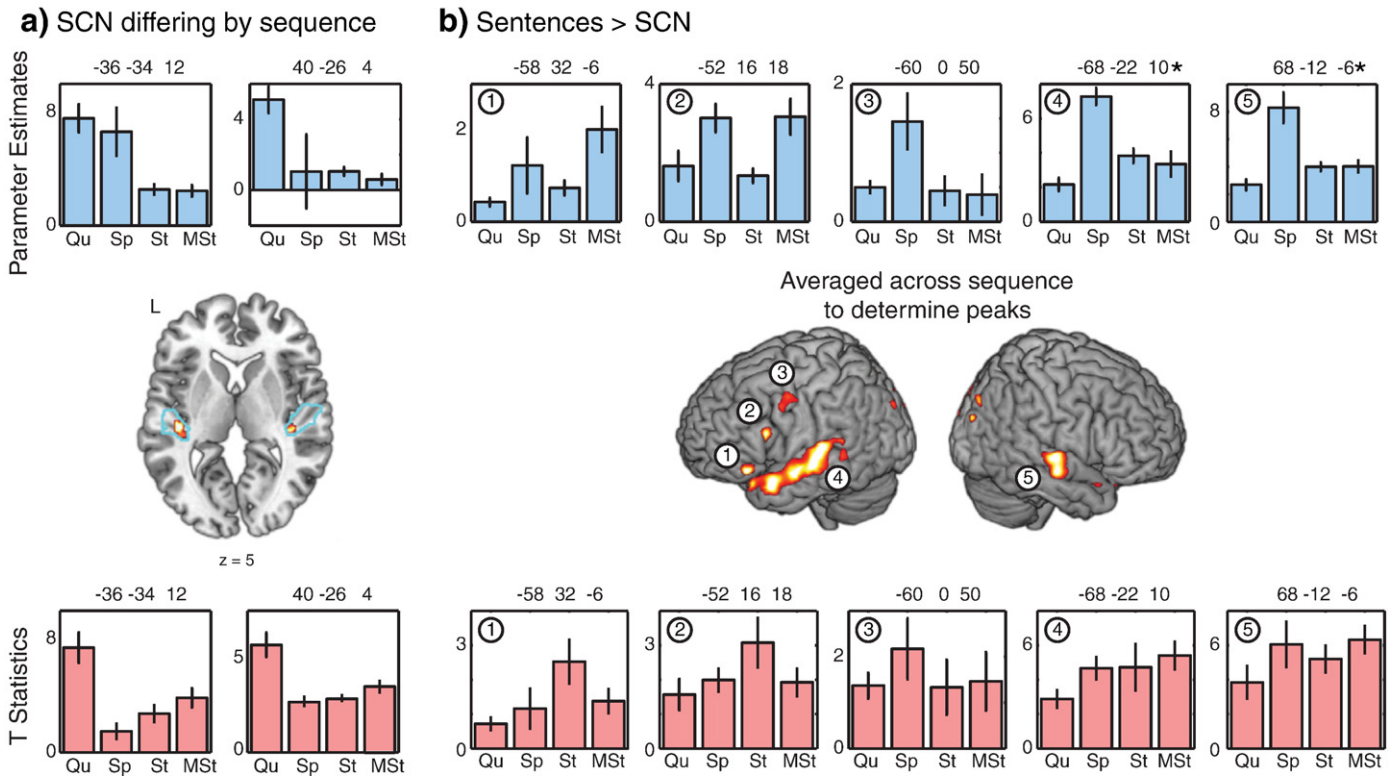 a) SCN differing by sequence
b) Sentences > SCN
Parameter Estimates
-36 -34 12
8
0
Qu Sp St MSt
40 -26 4
4
0
Qu Sp St MSt
-58 32 -6
1
2
0
Qu Sp St MSt
-52 16 18
2
4
0
Qu Sp St MSt
-60 0 50
3
2
0
Qu Sp St MSt
-68 -22 10*
4
6
0
Qu Sp St MSt
68 -12 -6*
5
8
0
Qu Sp St MSt
L
z = 5
Averaged across sequence
to determine peaks
3
2
1
4
5
T Statistics
-36 -34 12
8
0
Qu Sp St MSt
40 -26 4
5
0
Qu Sp St MSt
-58 32 -6
1
3
0
Qu Sp St MSt
-52 16 18
2
3
0
Qu Sp St MSt
-60 0 50
3
2
0
Qu Sp St MSt
-68 -22 10
4
6
0
Qu Sp St MSt
68 -12 -6
5
6
0
Qu Sp St MSt